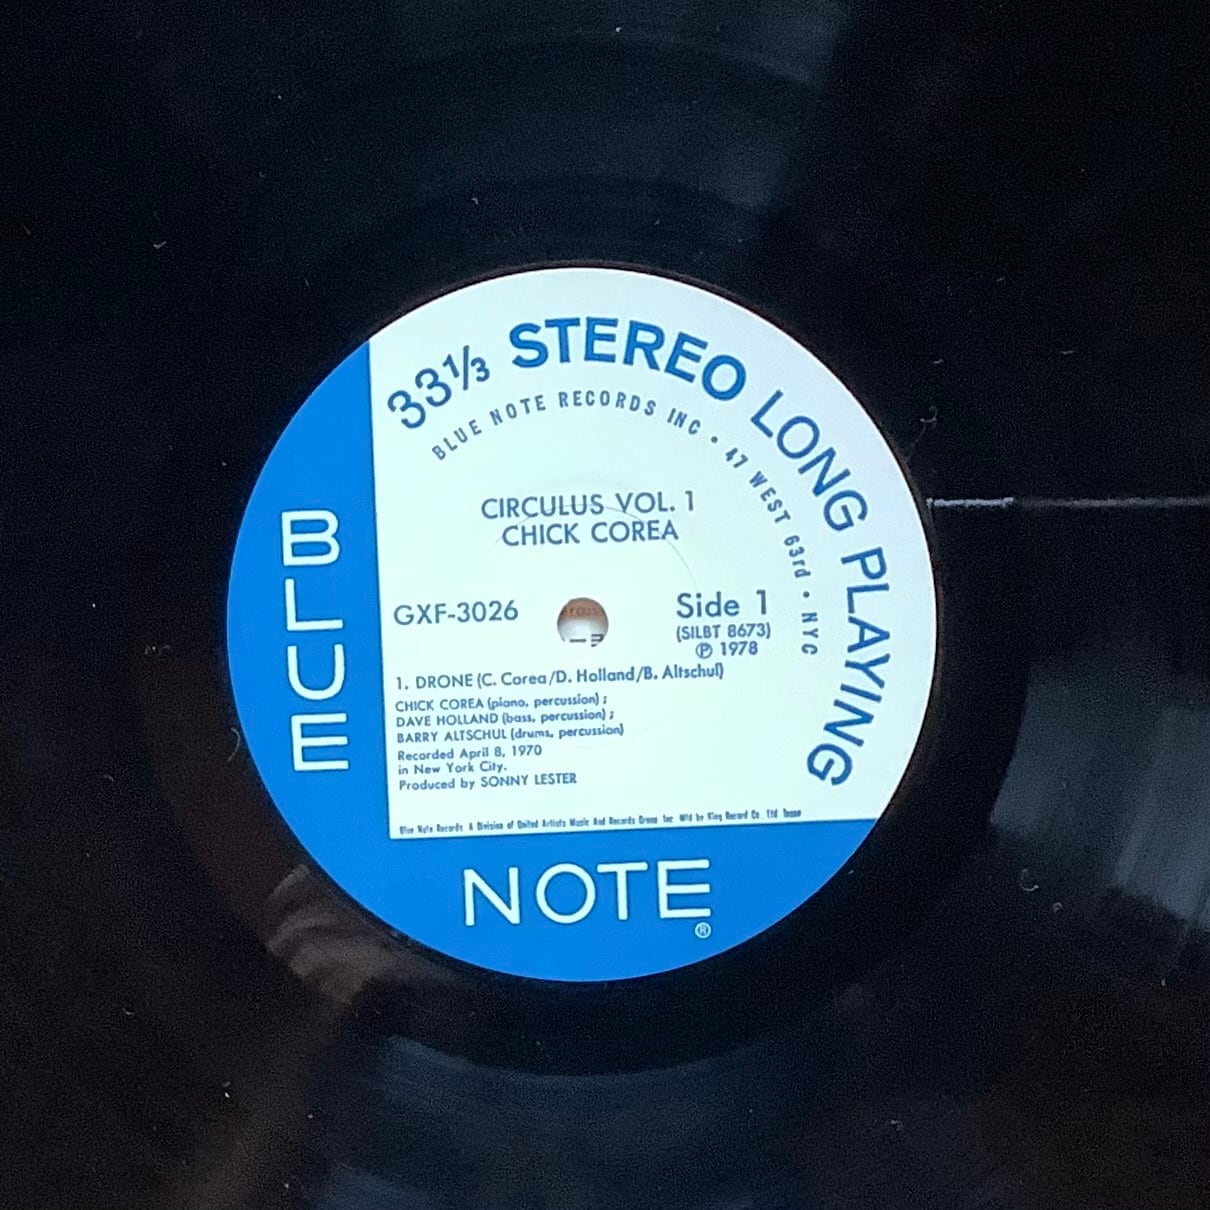 33⅓ STEREO LONG PLAYING
BLUE NOTE RECORDS INC • 47 WEST 63rd • NYC
CIRCULUS VOL. 1
CHICK COREA
GXF-3026
Side 1
(SILBT 8673)
℗ 1978
1. DRONE (C. Corea/D. Holland/B. Altschul)
CHICK COREA (piano, percussion) ;
DAVE HOLLAND (bass, percussion) ;
BARRY ALTSCHUL (drums, percussion)
Recorded April 8, 1970
in New York City.
Produced by SONNY LESTER
Blue Note Records A Division of United Artists Music And Records Group Inc Mf'd by King Record Co. Ltd
BLUE
NOTE
®